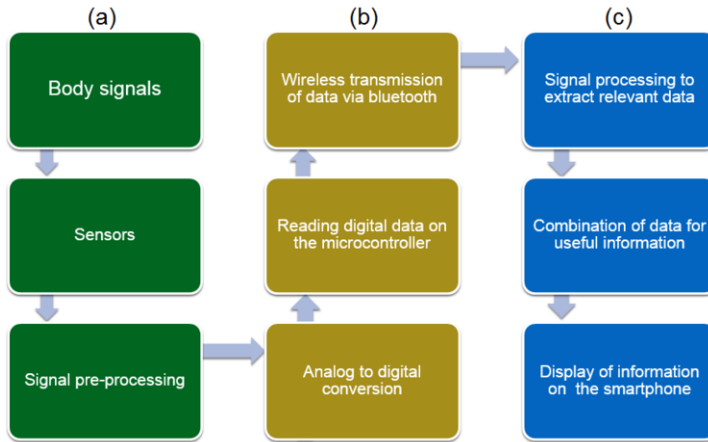 (a)
(b)
(c)
Body signals
Sensors
Signal pre-processing
Analog to digital
conversion
Reading digital data on
the microcontroller
Wireless transmission
of data via bluetooth
Signal processing to
extract relevant data
Combination of data for
useful information
Display of information
on the smartphone